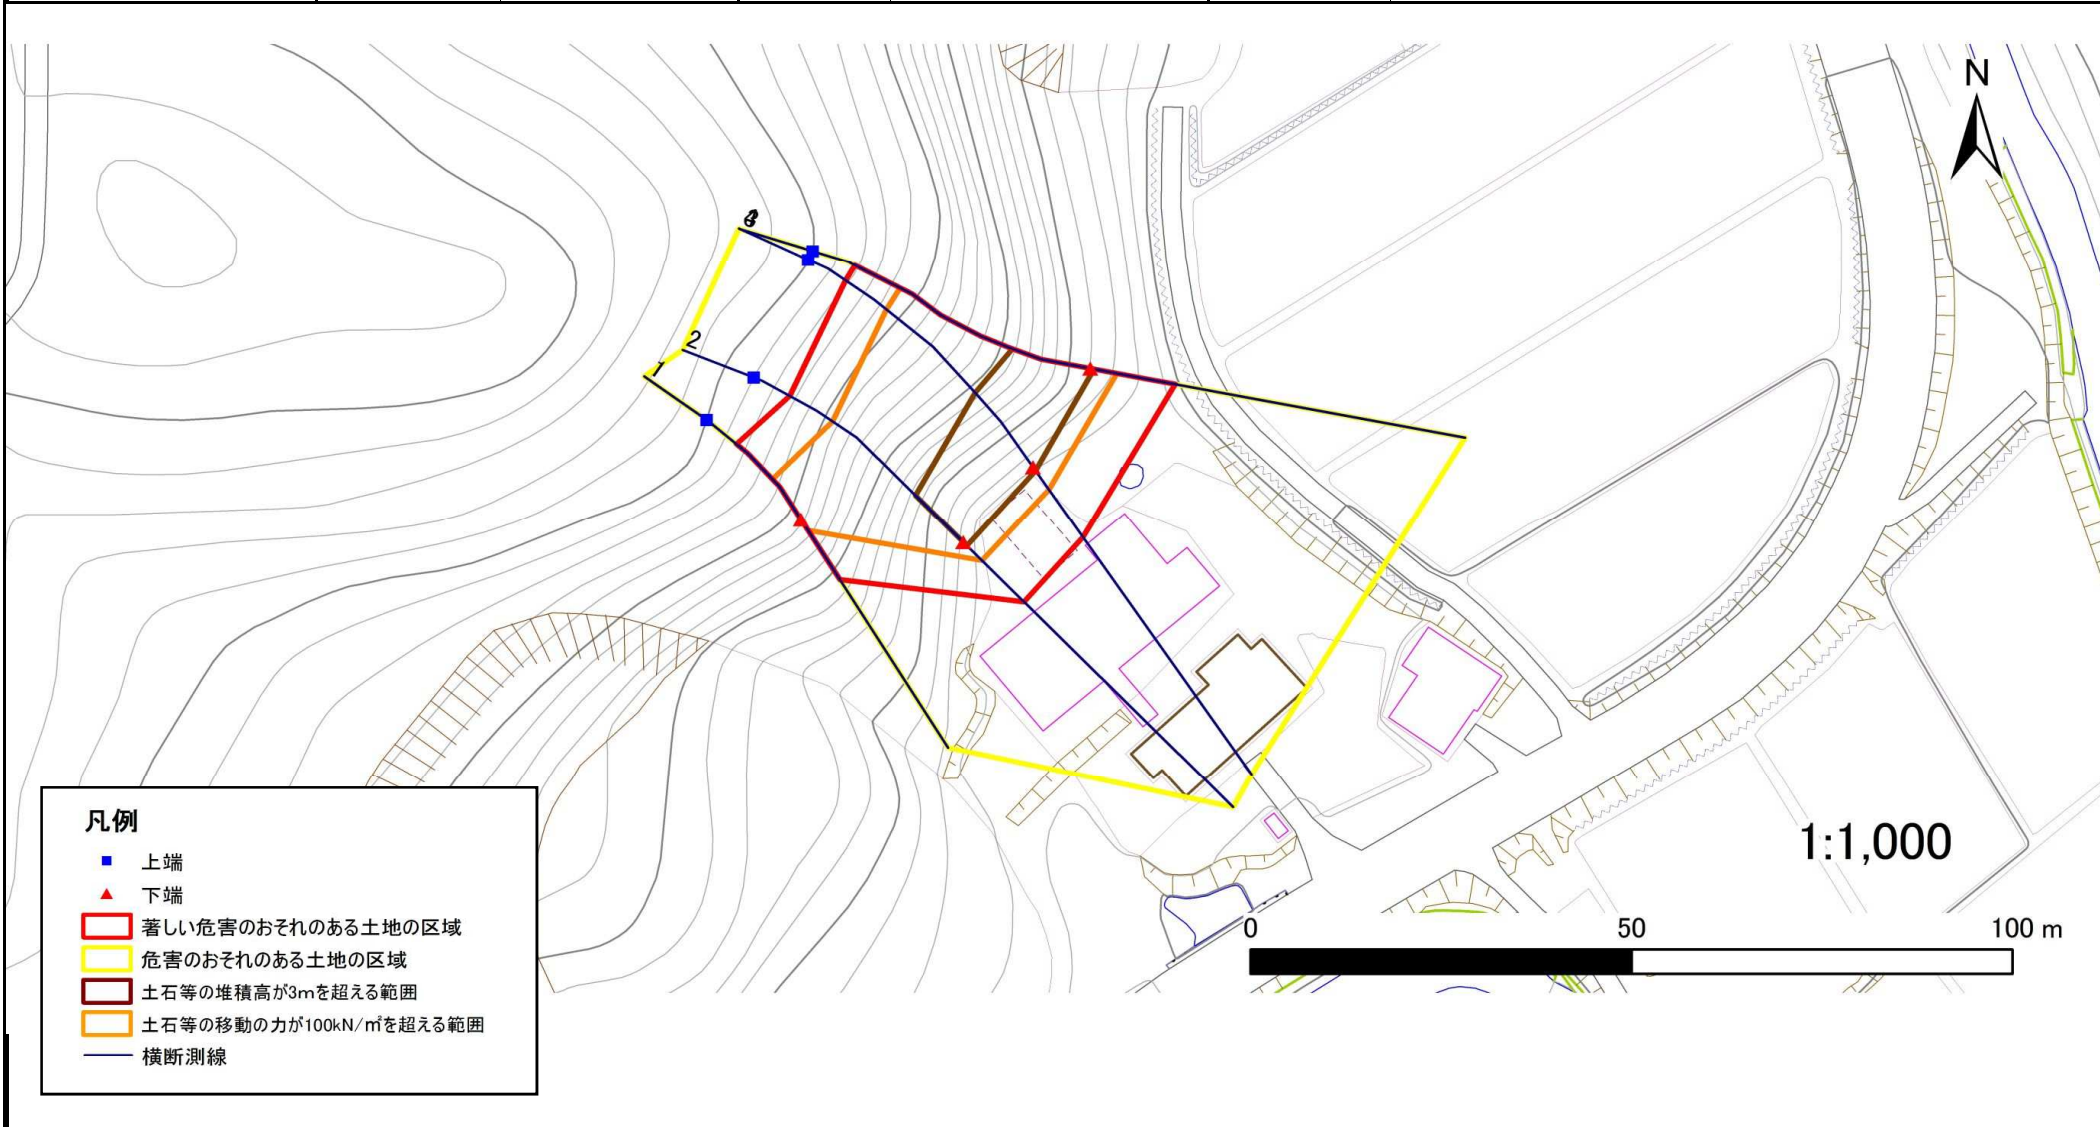 N
2
1
凡例
上端
下端
著しい危害のおそれのある土地の区域
危害のおそれのある土地の区域
土石等の堆積高が3mを超える範囲
土石等の移動の力が100kN/㎡を超える範囲
横断測線
1:1,000
0 50 100 m